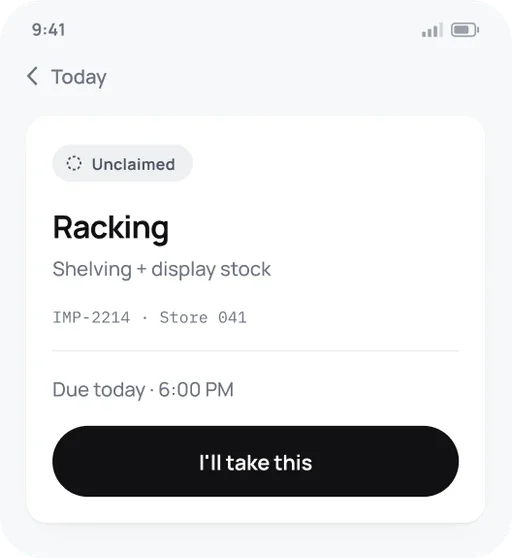 9:41
Today
Unclaimed
Racking
Shelving + display stock
IMP-2214 · Store 041
Due today · 6:00 PM
I'll take this